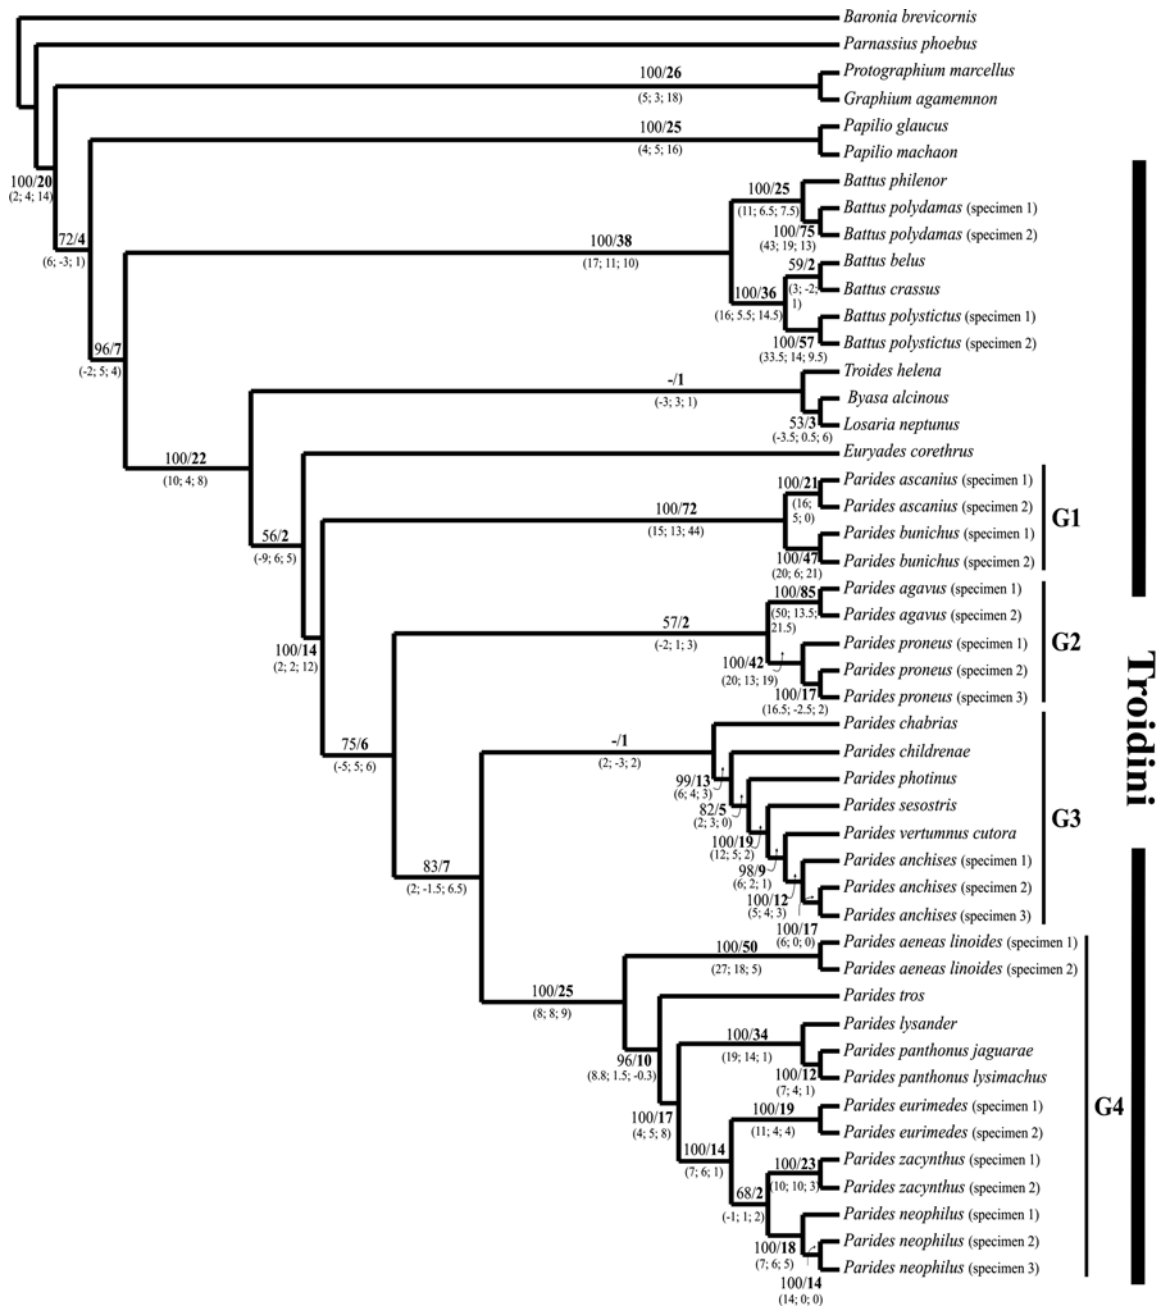 Baronia brevicornis
Parnassius phoebus
Protographium marcellus
100/26
(5; 3; 18)
Graphium agamemnon
Papilio glaucus
100/25
(4; 5; 16)
Papilio machaon
100/20
(2; 4; 14)
Battus philenor
100/25
(11; 6.5; 7.5)
Battus polydamas (specimen 1)
Battus polydamas (specimen 2)
100/75
(43; 19; 13)
72/4
(6; -3; 1)
100/38
(17; 11; 10)
Battus belus
59/2
(3; -2; 1)
Battus crassus
100/36
(16; 5.5; 14.5)
Battus polystictus (specimen 1)
Battus polystictus (specimen 2)
100/57
(33.5; 14; 9.5)
96/7
(-2; 5; 4)
Troides helena
-/1
(-3; 3; 1)
Byasa alcinous
Losaria neptunus
53/3
(-3.5; 0.5; 6)
Euryades corethrus
100/22
(10; 4; 8)
Parides ascanius (specimen 1)
100/21
(16; 5; 0)
Parides ascanius (specimen 2)
100/72
(15; 13; 44)
G1
Parides bunichus (specimen 1)
Parides bunichus (specimen 2)
100/47
(20; 6; 21)
56/2
(-9; 6; 5)
Parides agavus (specimen 1)
100/85
(50; 13.5; 21.5)
Parides agavus (specimen 2)
57/2
(-2; 1; 3)
G2
Parides proneus (specimen 1)
100/42
(20; 13; 19)
Parides proneus (specimen 2)
Parides proneus (specimen 3)
100/17
(16.5; -2.5; 2)
100/14
(2; 2; 12)
Troidini
Parides chabrias
75/6
(-5; 5; 6)
-/1
(2; -3; 2)
Parides childrenae
99/13
(6; 4; 3)
Parides photinus
82/5
(2; 3; 0)
Parides sesostris
G3
100/19
(12; 5; 2)
Parides vertumnus cutora
98/9
(6; 2; 1)
Parides anchises (specimen 1)
100/12
(5; 4; 3)
Parides anchises (specimen 2)
Parides anchises (specimen 3)
100/17
(6; 0; 0)
83/7
(2; -1.5; 6.5)
Parides aeneas linoides (specimen 1)
100/50
(27; 18; 5)
Parides aeneas linoides (specimen 2)
Parides tros
100/25
(8; 8; 9)
Parides lysander
100/34
(19; 14; 1)
Parides panthonus jaguarae
96/10
(8.8; 1.5; -0.3)
Parides panthonus lysimachus
100/12
(7; 4; 1)
G4
Parides eurimedes (specimen 1)
100/19
(11; 4; 4)
Parides eurimedes (specimen 2)
100/17
(4; 5; 8)
100/14
(7; 6; 1)
Parides zacynthus (specimen 1)
100/23
(10; 10; 3)
Parides zacynthus (specimen 2)
68/2
(-1; 1; 2)
Parides neophilus (specimen 1)
Parides neophilus (specimen 2)
100/18
(7; 6; 5)
Parides neophilus (specimen 3)
100/14
(14; 0; 0)